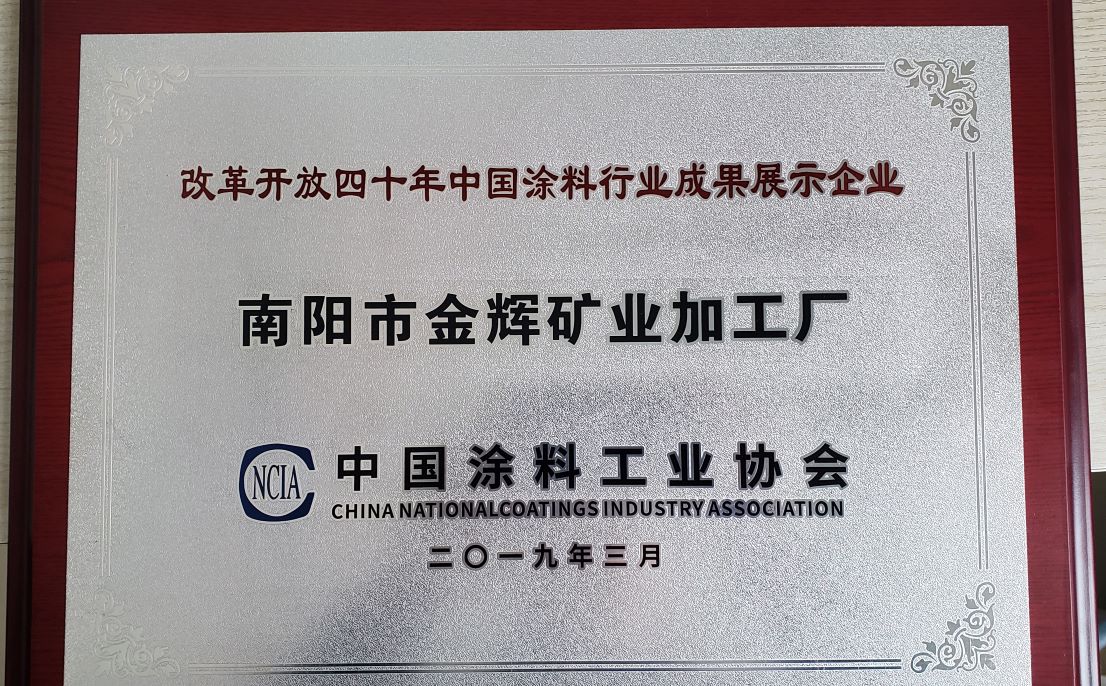 改革开放四十年中国涂料行业成果展示企业
南阳市金辉矿业加工厂
NCIA
中国涂料工业协会
CHINA NATIONALCOATINGS INDUSTRY ASSOCIATION
二〇一九年三月